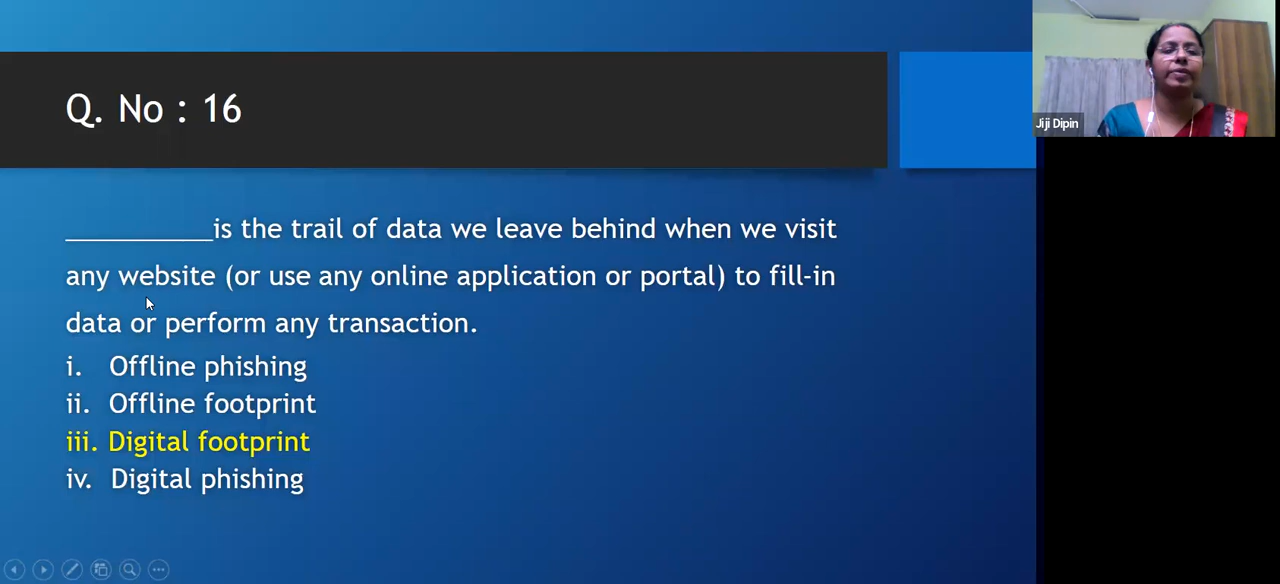 Q. No : 16
Jiji Dipin
__________is the trail of data we leave behind when we visit
any website (or use any online application or portal) to fill-in
data or perform any transaction.
i. Offline phishing
ii. Offline footprint
iii. Digital footprint
iv. Digital phishing